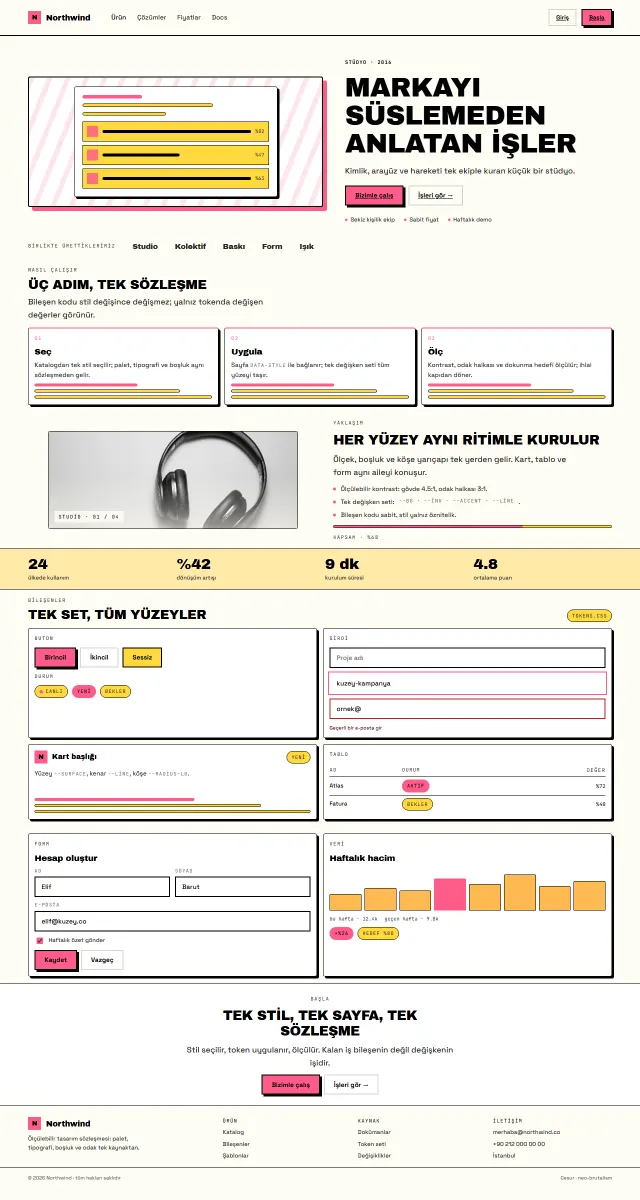 N Northwind Ürün Çözümler Fiyatlar Docs Giriş Başla
STÜDYO · 2016
MARKAYI
SÜSLEMEDEN
ANLATAN İŞLER
Kimlik, arayüz ve hareketi tek ekiple kuran küçük bir stüdyo.
Bizimle çalış İşleri gör →
Sekiz kişilik ekip Sabit fiyat Haftalık demo
%82
%47
%63
BİRLİKTE ÜRETTİKLERİMİZ Studio Kolektif Baskı Form Işık
NASIL ÇALIŞIR
ÜÇ ADIM, TEK SÖZLEŞME
Bileşen kodu stil değişince değişmez; yalnız tokenda değişen
değerler görünür.
01
Seç
Katalogdan tek stil seçilir; palet, tipografi ve boşluk aynı
sözleşmeden gelir.
02
Uygula
Sayfa DATA-STYLE ile bağlanır; tek değişken seti tüm
yüzeyi taşır.
03
Ölç
Kontrast, odak halkası ve dokunma hedefi ölçülür; ihlal
kapıdan döner.
STUDIO · 01 / 04
YAKLAŞIM
HER YÜZEY AYNI RİTİMLE KURULUR
Ölçek, boşluk ve köşe yarıçapı tek yerden gelir. Kart, tablo ve
form aynı aileyi konuşur.
Ölçülebilir kontrast: gövde 4.5:1, odak halkası 3:1.
Tek değişken seti: --BG · --INK · --ACCENT · --LINE .
Bileşen kodu sabit, stil yalnız öznitelik.
KAPSAM · %68
24
ülkede kullanım
%42
dönüşüm artışı
9 dk
kurulum süresi
4.8
ortalama puan
BİLEŞENLER
TEK SET, TÜM YÜZEYLER
TOKENS.CSS
BUTON
Birincil İkincil Sessiz
DURUM
CANLI YENİ BEKLER
GİRDİ
Proje adı
kuzey-kampanya
ornek@
Geçerli bir e-posta gir
N Kart başlığı YENİ
Yüzey --SURFACE, kenar --LINE, köşe --RADIUS-LG.
TABLO
AD DURUM DEĞER
Atlas AKTİF %72
Fatura BEKLER %40
FORM
Hesap oluştur
AD SOYAD
Elif Barut
E-POSTA
elif@kuzey.co
Haftalık özet gönder
Kaydet Vazgeç
VERİ
Haftalık hacim
bu hafta · 12.4k geçen hafta · 9.8k
+%26 HEDEF %80
BAŞLA
TEK STİL, TEK SAYFA, TEK
SÖZLEŞME
Stil seçilir, token uygulanır, ölçülür. Kalan iş bileşenin değil değişkenin
işidir.
Bizimle çalış İşleri gör →
N Northwind
Ölçülebilir tasarım sözleşmesi: palet,
tipografi, boşluk ve odak tek kaynaktan.
ÜRÜN
Katalog
Bileşenler
Şablonlar
KAYNAK
Dokümanlar
Token seti
Değişiklikler
İLETİŞİM
merhaba@northwind.co
+90 212 000 00 00
İstanbul
© 2026 Northwind · tüm hakları saklıdır
Cesur · neo-brutalism